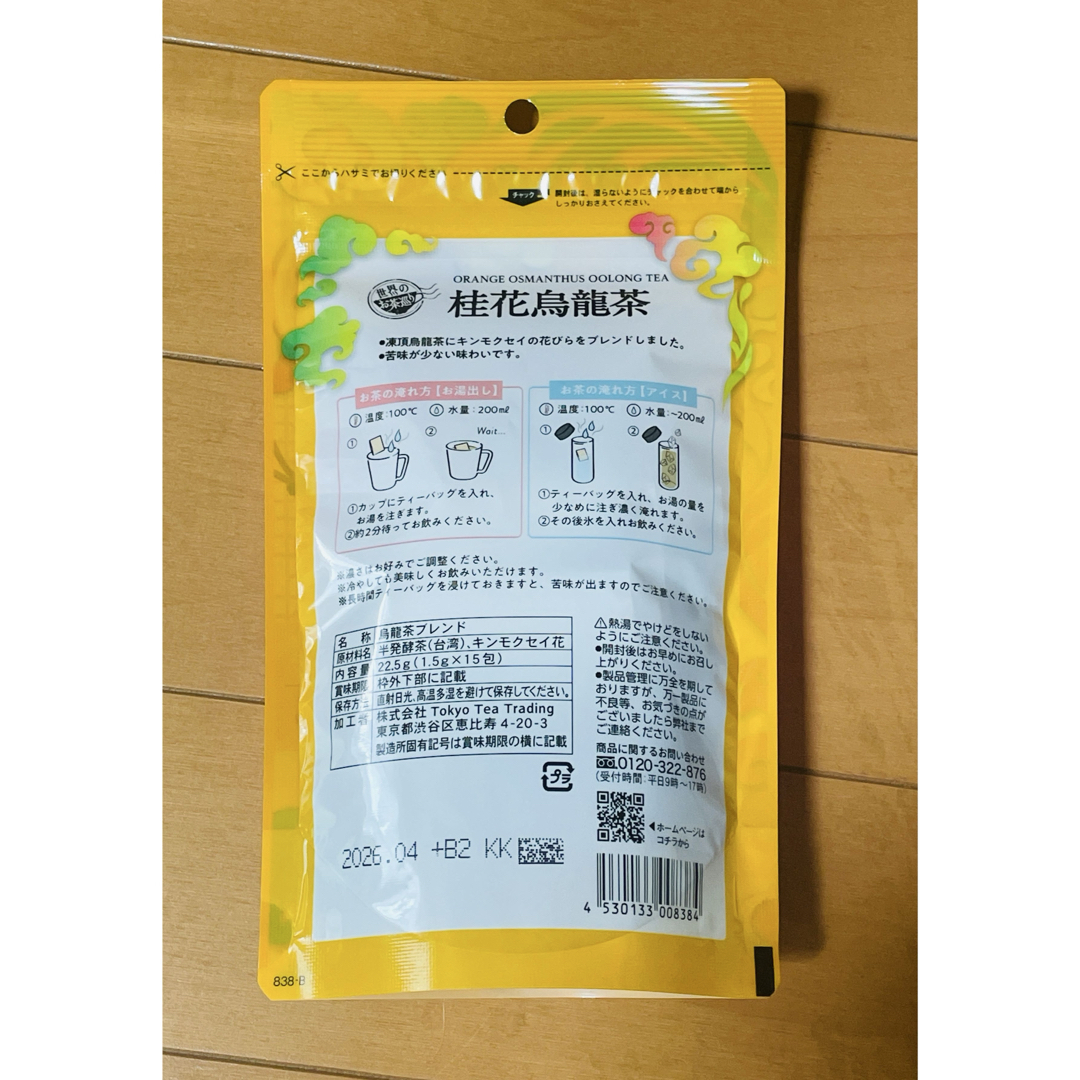 ここからハサミでお切りください
チャック
開封後は、湿らないようにチャックを合わせて端から
しっかりおさえてください。
世界の
お茶巡り
ORANGE OSMANTHUS OOLONG TEA
桂花烏龍茶
●凍頂烏龍茶にキンモクセイの花びらをブレンドしました。
●苦味が少ない味わいです。
お茶の淹れ方【お湯出し】
温度:100℃ 水量:200㎖
① ② Wait...
①カップにティーバッグを入れ、
お湯を注ぎます。
②約2分待ってお飲みください。
お茶の淹れ方【アイス】
温度:100℃ 水量:~200㎖
① ②
①ティーバッグを入れ、お湯の量を
少なめに注ぎ濃く淹れます。
②その後氷を入れお飲みください。
※濃さはお好みでご調整ください。
※冷やしても美味しくお飲みいただけます。
※長時間ティーバッグを浸けておきますと、苦味が出ますのでご注意ください。
名 称 烏龍茶ブレンド
原材料名 半発酵茶(台湾)、キンモクセイ花
内容量 22.5g(1.5g×15包)
賞味期限 枠外下部に記載
保存方法 直射日光、高温多湿を避けて保存してください。
加工者 株式会社 Tokyo Tea Trading
東京都渋谷区恵比寿 4-20-3
製造所固有記号は賞味期限の横に記載
プラ
⚠熱湯でやけどをしない
ようにご注意ください。
●開封後はお早めにお召し
上がりください。
●製品管理に万全を期して
おりますが、万一製品に
不良等、お気づきの点が
ございましたら弊社まで
ご連絡ください。
商品に関するお問い合わせ
0120-322-876
(受付時間:平日9時~17時)
◀ホームページは
コチラから
2026.04 +B2 KK
4 530133 008384
838-B